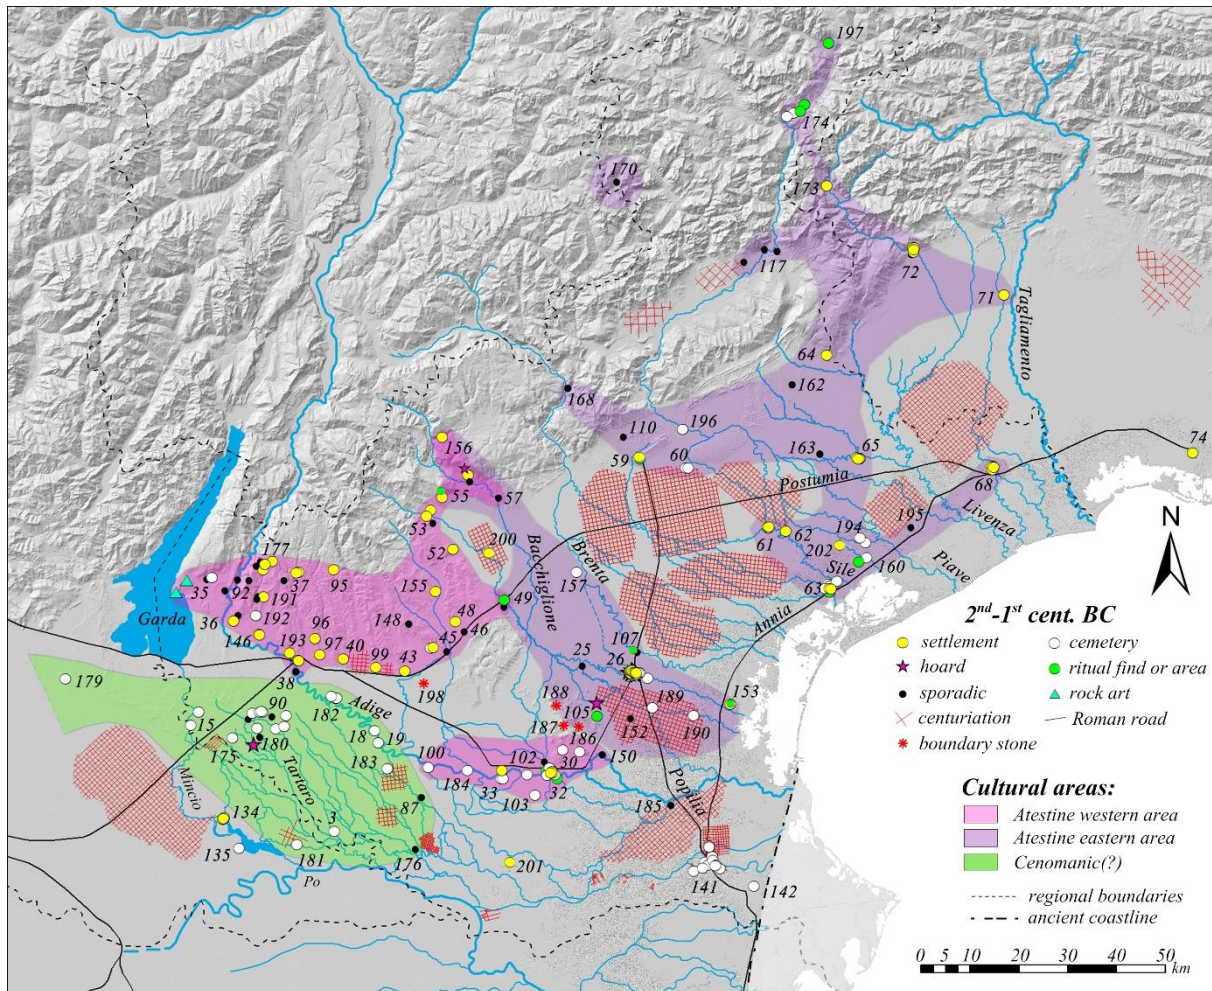 197
174
170
173
117
72
71
Tagliamento
64
168
162
110
196
74
156
163
65
59
60
Postumia
68
55
57
Livenza
N
53
194
195
61
62
202
52
200
Bacchiglione
Brenta
Piave
177
157
Sile
160
35
92
37
95
155
63
191
49
Garda
36
192
148
48
Annia
2nd-1st cent. BC
146
193
96
97
40
99
43
45
46
107
settlement
cemetery
25
26
hoard
ritual find or area
179
38
198
188
189
153
sporadic
rock art
182
Adige
105
15
90
187
152
190
centuriation
Roman road
18
19
186
175
180
100
102
30
150
boundary stone
183
184
Mincio
Tartaro
33
103
32
Popilia
Cultural areas:
87
185
134
Atestine western area
3
Atestine eastern area
135
181
176
201
Cenomanic(?)
Po
141
142
regional boundaries
ancient coastline
0 5 10 20 30 40 50
km